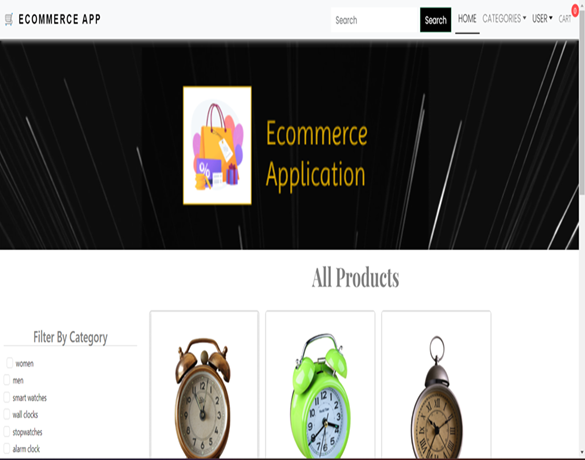 ECOMMERCE APP
Search
Search
HOME
CATEGORIES
USER
CART
0
%
Ecommerce
Application
All Products
Filter By Category
women
men
smart watches
wall clocks
stopwatches
alarm clock